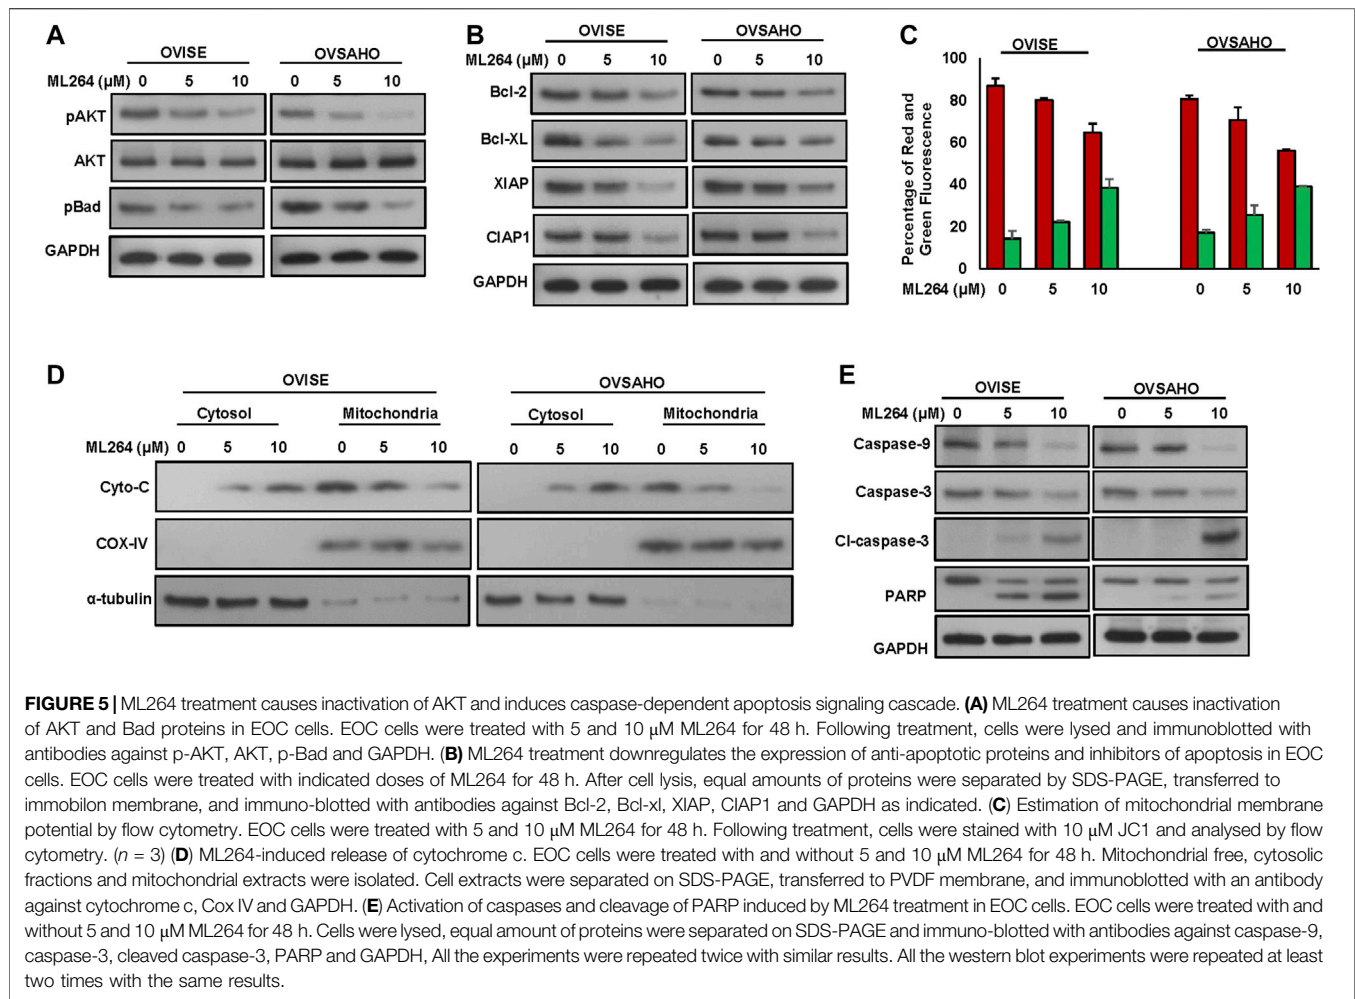 A
OVISE
OVSAHO
ML264 (µM)
0 5 10 0 5 10
pAKT
AKT
pBad
GAPDH
B
OVISE
OVSAHO
ML264 (µM)
0 5 10 0 5 10
Bcl-2
Bcl-XL
XIAP
CIAP1
GAPDH
C
OVISE
OVSAHO
Percentage of Red and
Green Fluorescence
100
80
60
40
20
0
ML264 (µM) 0 5 10 0 5 10
D
OVISE
OVSAHO
Cytosol Mitochondria Cytosol Mitochondria
ML264 (µM) 0 5 10 0 5 10 0 5 10 0 5 10
Cyto-C
COX-IV
α-tubulin
E
OVISE
OVSAHO
ML264 (µM) 0 5 10 0 5 10
Caspase-9
Caspase-3
Cl-caspase-3
PARP
GAPDH
FIGURE 5 | ML264 treatment causes inactivation of AKT and induces caspase-dependent apoptosis signaling cascade. (A) ML264 treatment causes inactivation
of AKT and Bad proteins in EOC cells. EOC cells were treated with 5 and 10 μM ML264 for 48 h. Following treatment, cells were lysed and immunoblotted with
antibodies against p-AKT, AKT, p-Bad and GAPDH. (B) ML264 treatment downregulates the expression of anti-apoptotic proteins and inhibitors of apoptosis in EOC
cells. EOC cells were treated with indicated doses of ML264 for 48 h. After cell lysis, equal amounts of proteins were separated by SDS-PAGE, transferred to
immobilon membrane, and immuno-blotted with antibodies against Bcl-2, Bcl-xl, XIAP, CIAP1 and GAPDH as indicated. (C) Estimation of mitochondrial membrane
potential by flow cytometry. EOC cells were treated with 5 and 10 μM ML264 for 48 h. Following treatment, cells were stained with 10 μM JC1 and analysed by flow
cytometry. (n = 3) (D) ML264-induced release of cytochrome c. EOC cells were treated with and without 5 and 10 μM ML264 for 48 h. Mitochondrial free, cytosolic
fractions and mitochondrial extracts were isolated. Cell extracts were separated on SDS-PAGE, transferred to PVDF membrane, and immunoblotted with an antibody
against cytochrome c, Cox IV and GAPDH. (E) Activation of caspases and cleavage of PARP induced by ML264 treatment in EOC cells. EOC cells were treated with and
without 5 and 10 μM ML264 for 48 h. Cells were lysed, equal amount of proteins were separated on SDS-PAGE and immuno-blotted with antibodies against caspase-9,
caspase-3, cleaved caspase-3, PARP and GAPDH, All the experiments were repeated twice with similar results. All the western blot experiments were repeated at least
two times with the same results.